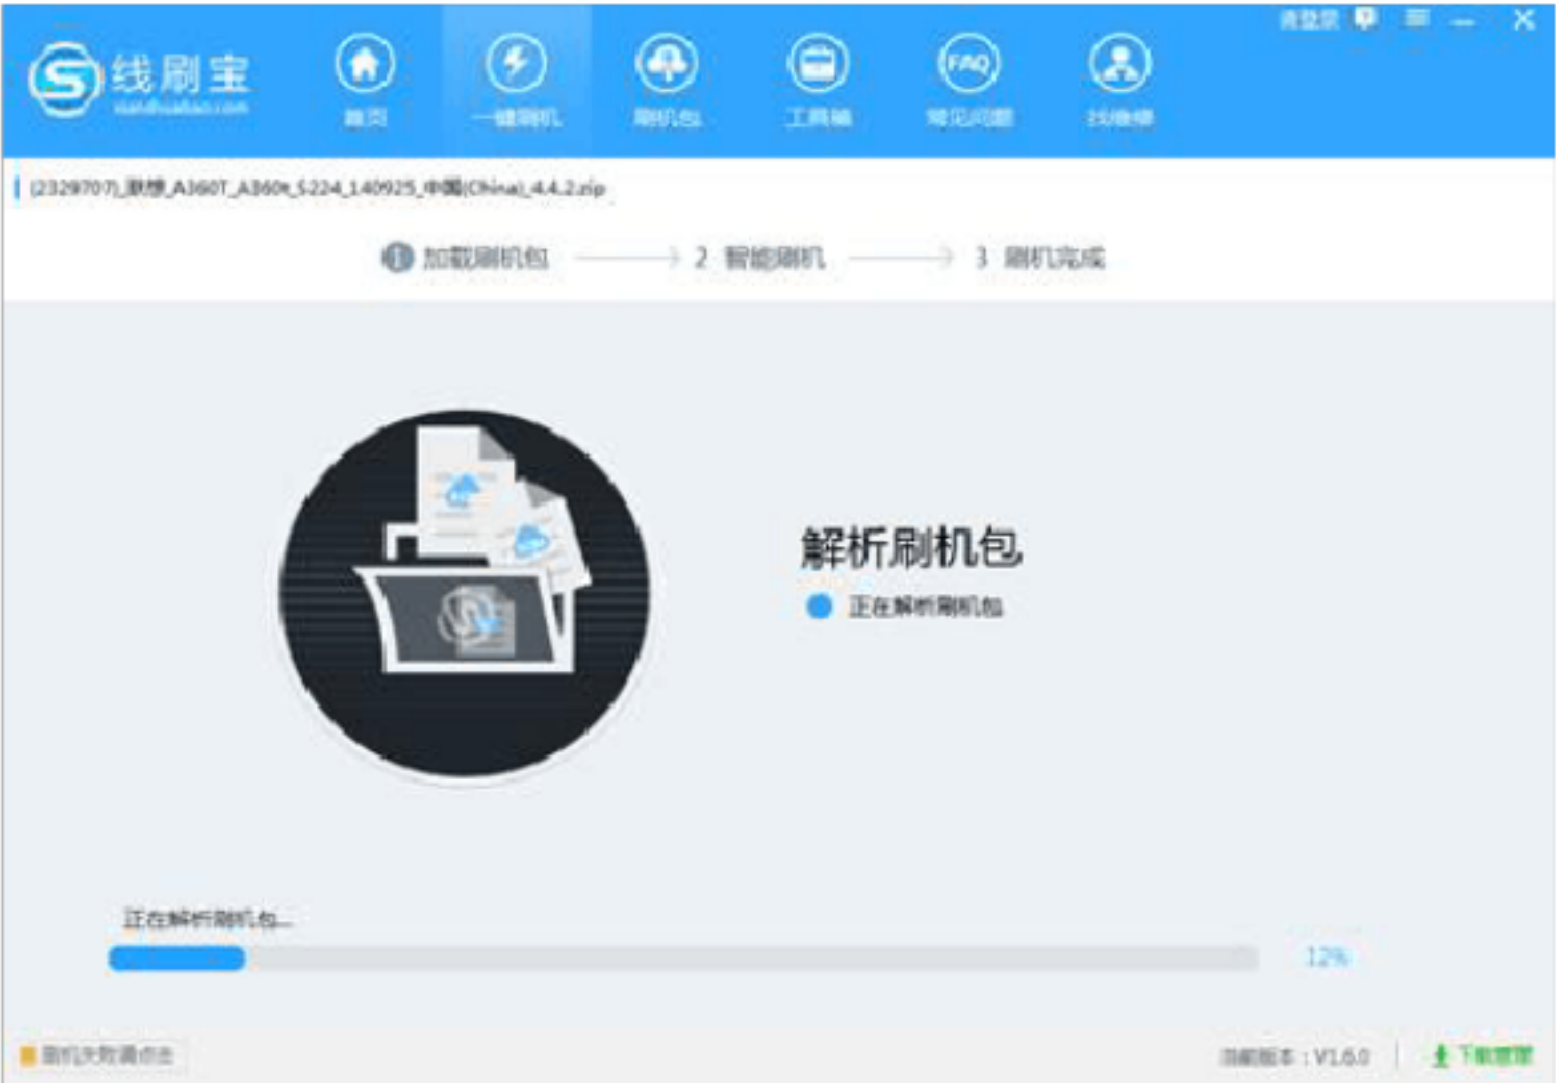 请登录
线刷宝
xianshuabao.com
首页
一键刷机
刷机包
工具箱
FAQ
常见问题
找维修
(2329707)_联想_A360T_A360t_S224_140925_中国(China)_4.4.2.zip
1 加载刷机包 2 智能刷机 3 刷机完成
解析刷机包
正在解析刷机包
正在解析刷机包...
12%
刷机失败请点击
当前版本：V1.6.0
下载管理